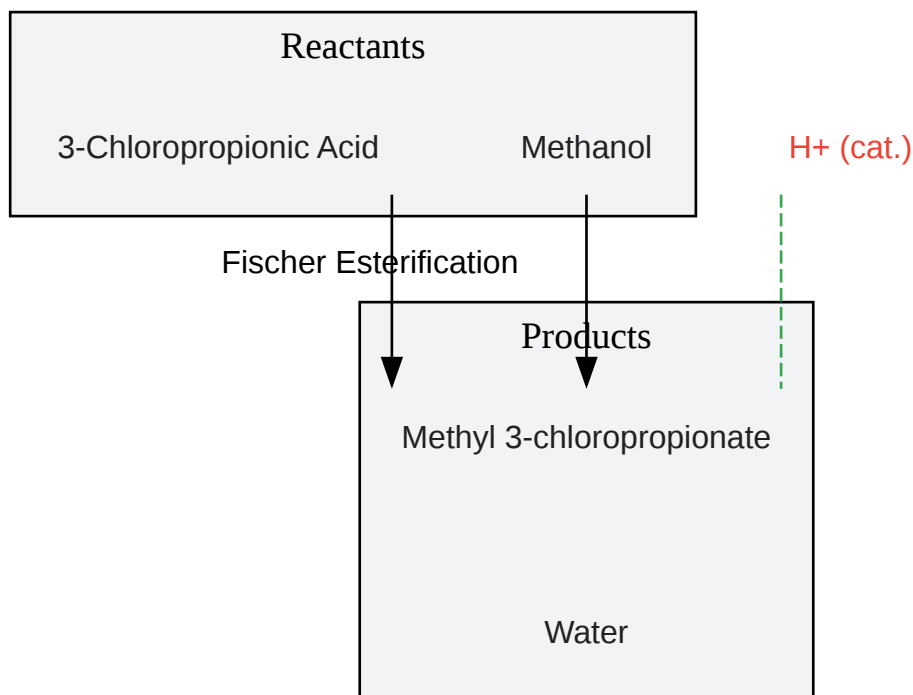 Reactants
3-Chloropropionic Acid
Methanol
H+ (cat.)
Fischer Esterification
Products
Methyl 3-chloropropionate
Water